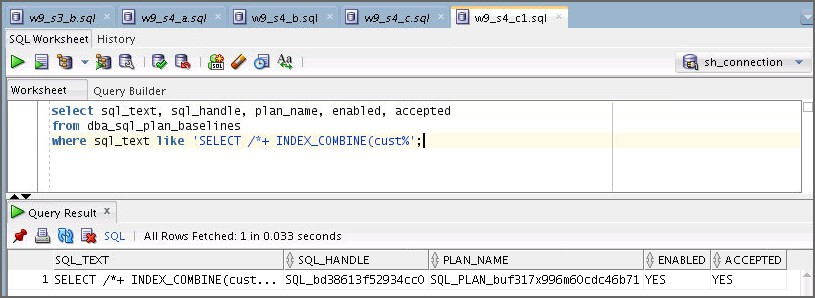 w9_s3_b.sql w9_s4_a.sql w9_s4_b.sql w9_s4_c.sql w9_s4_c1.sql
SQL Worksheet History
sh_connection
Worksheet Query Builder
select sql_text, sql_handle, plan_name, enabled, accepted
from dba_sql_plan_baselines
where sql_text like 'SELECT /*+ INDEX_COMBINE(cust%';
Query Result
SQL | All Rows Fetched: 1 in 0.033 seconds
SQL_TEXT SQL_HANDLE PLAN_NAME ENABLED ACCEPTED
1 SELECT /*+ INDEX_COMBINE(cust... SQL_bd38613f52934cc0 SQL_PLAN_buf317x996m60cdc46b71 YES YES